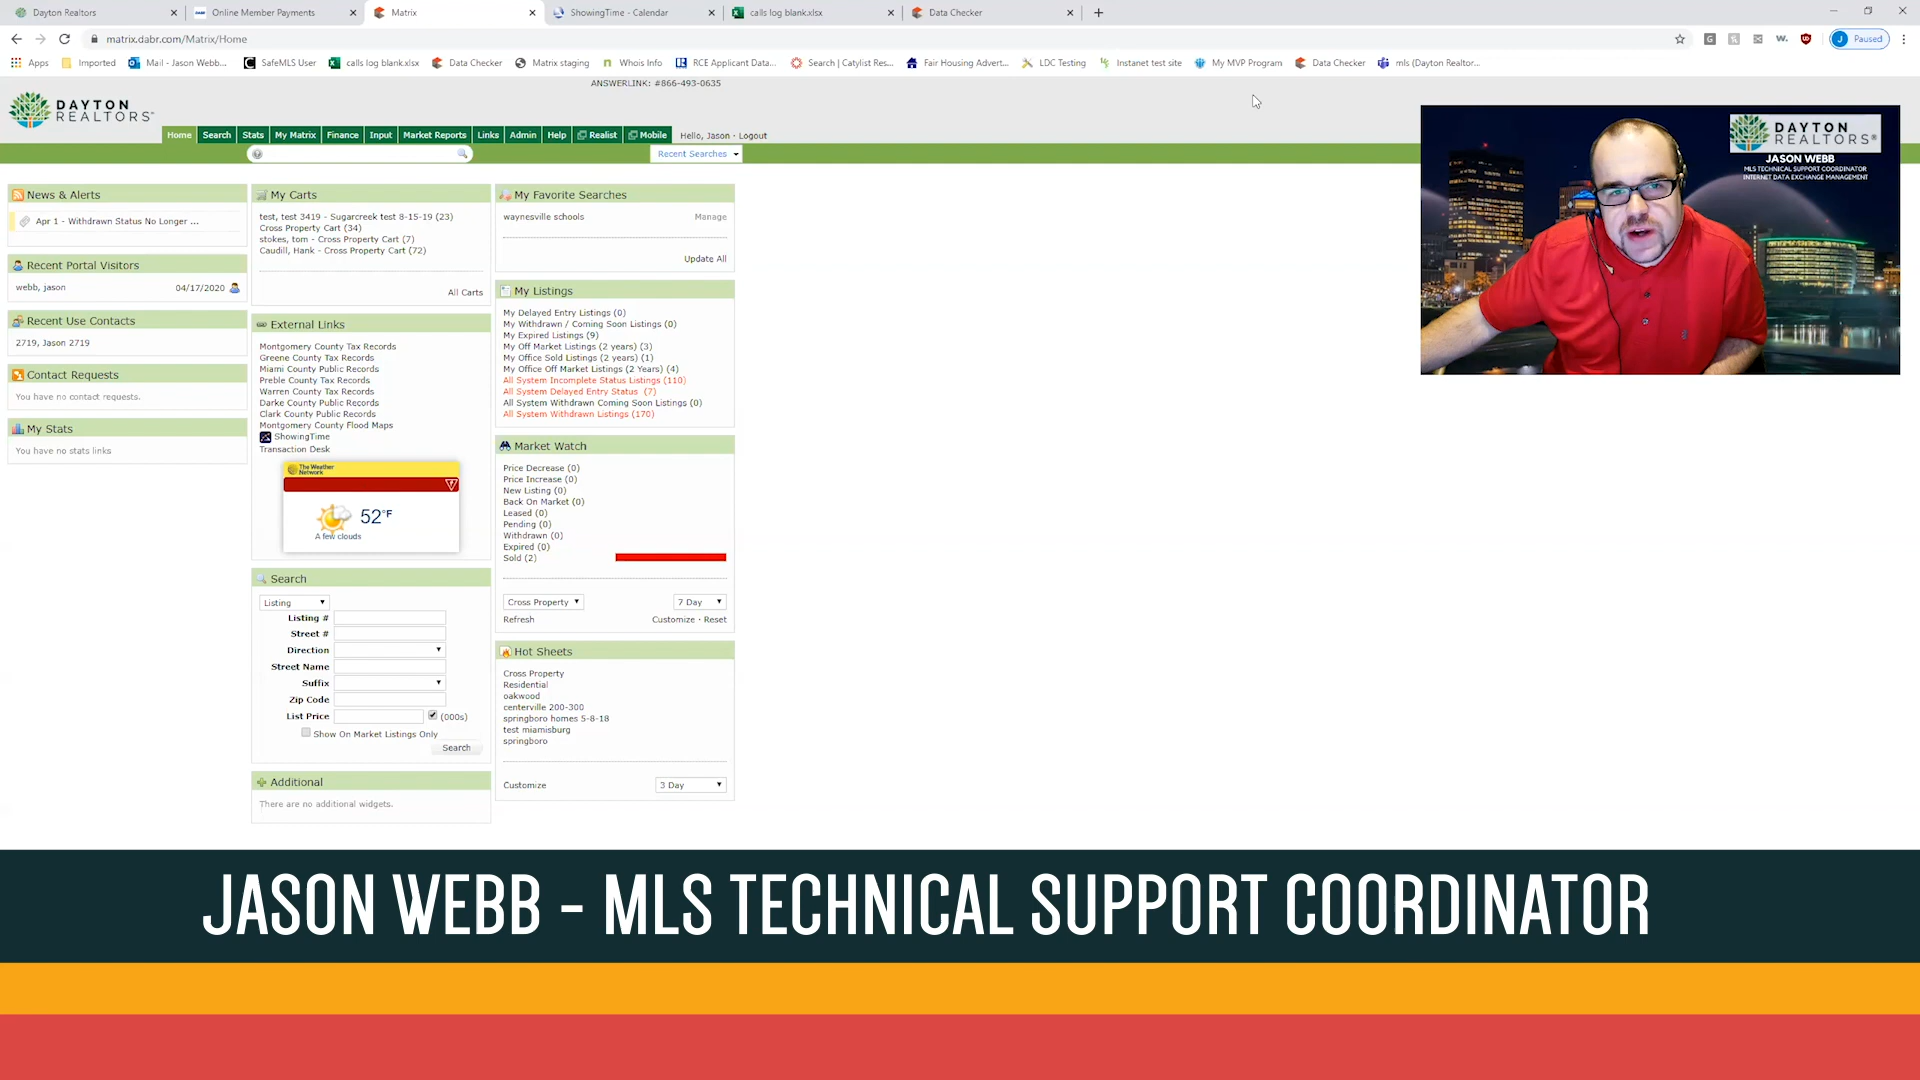 Dayton Realtors
Online Member Payments
Matrix
ShowingTime - Calendar
calls log blank.xlsx
Data Checker
matrix.dabr.com/Matrix/Home
Paused
Apps
Imported
Mail - Jason Webb...
SafeMLS User
calls log blank.xlsx
Data Checker
Matrix staging
Whois Info
RCE Applicant Data...
Search | Catylist Res...
Fair Housing Advert...
LDC Testing
Instanet test site
My MVP Program
Data Checker
mls (Dayton Realtor...
ANSWERLINK: #866-493-0635
DAYTON
REALTORS
Home Search Stats My Matrix Finance Input Market Reports Links Admin Help Realist Mobile Hello, Jason · Logout
Recent Searches
News & Alerts
Apr 1 - Withdrawn Status No Longer ...
Recent Portal Visitors
webb, jason 04/17/2020
Recent Use Contacts
2719, Jason 2719
Contact Requests
You have no contact requests.
My Stats
You have no stats links
My Carts
test, test 3419 - Sugarcreek test 8-15-19 (23)
Cross Property Cart (34)
stokes, tom - Cross Property Cart (7)
Caudill, Hank - Cross Property Cart (72)
All Carts
External Links
Montgomery County Tax Records
Greene County Tax Records
Miami County Public Records
Preble County Tax Records
Warren County Tax Records
Darke County Public Records
Clark County Public Records
Montgomery County Flood Maps
ShowingTime
Transaction Desk
The Weather
Network
52°F
A few clouds
Search
Listing
Listing #
Street #
Direction
Street Name
Suffix
Zip Code
List Price (000s)
Show On Market Listings Only
Search
Additional
There are no additional widgets.
My Favorite Searches
waynesville schools Manage
Update All
My Listings
My Delayed Entry Listings (0)
My Withdrawn / Coming Soon Listings (0)
My Expired Listings (9)
My Off Market Listings (2 years) (3)
My Office Sold Listings (2 years) (1)
My Office Off Market Listings (2 Years) (4)
All System Incomplete Status Listings (110)
All System Delayed Entry Status (7)
All System Withdrawn Coming Soon Listings (0)
All System Withdrawn Listings (170)
Market Watch
Price Decrease (0)
Price Increase (0)
New Listing (0)
Back On Market (0)
Leased (0)
Pending (0)
Withdrawn (0)
Expired (0)
Sold (2)
Cross Property 7 Day
Refresh Customize · Reset
Hot Sheets
Cross Property
Residential
oakwood
centerville 200-300
springboro homes 5-8-18
test miamisburg
springboro
Customize 3 Day
DAYTON
REALTORS®
JASON WEBB
MLS TECHNICAL SUPPORT COORDINATOR
INTERNET DATA EXCHANGE MANAGEMENT
JASON WEBB - MLS TECHNICAL SUPPORT COORDINATOR